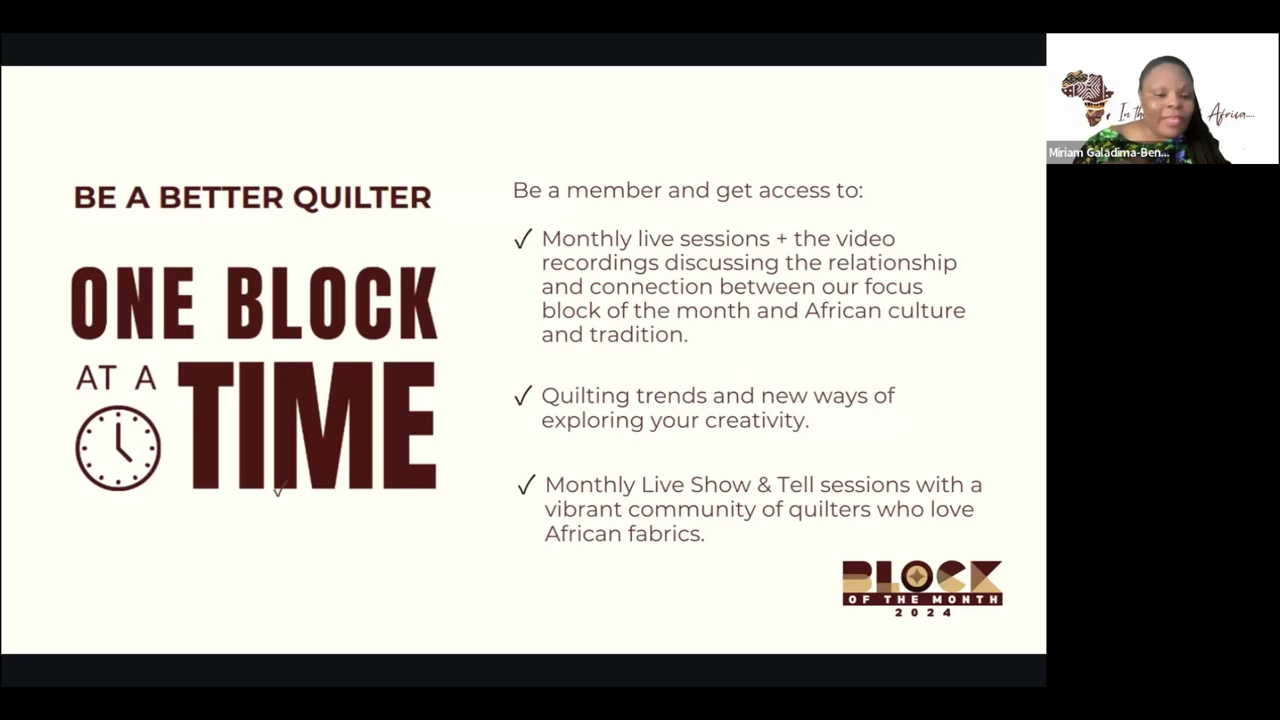 BE A BETTER QUILTER
ONE BLOCK
AT A
TIME
Be a member and get access to:
Monthly live sessions + the video
recordings discussing the relationship
and connection between our focus
block of the month and African culture
and tradition.
Quilting trends and new ways of
exploring your creativity.
Monthly Live Show & Tell sessions with a
vibrant community of quilters who love
African fabrics.
BLOCK
OF THE MONTH
2024
In Africa....
Miriam Galadima-Ben...